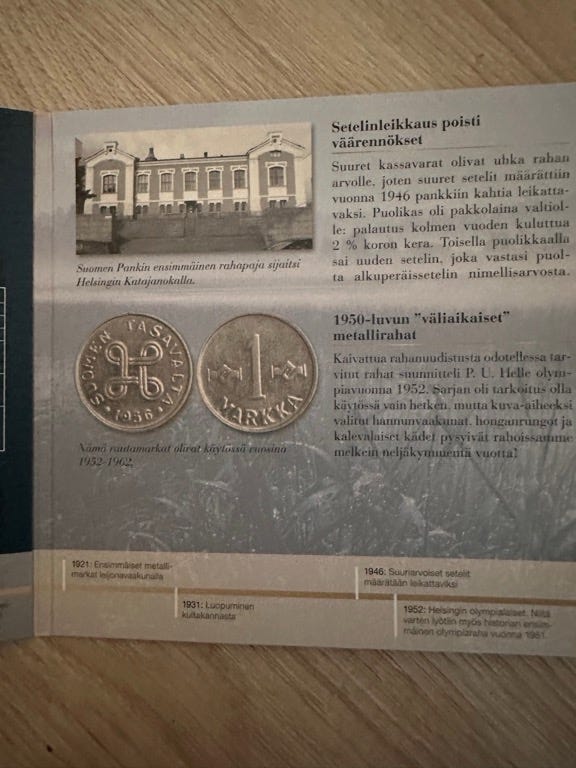 Setelinleikkaus poisti
väärennökset
Suuret kassavarat olivat uhka rahan
arvolle, joten suuret setelit määrättiin
vuonna 1946 pankkiin kahtia leikatta-
vaksi. Puolikas oli pakkolaina valtiol-
le: palautus kolmen vuoden kuluttua
2 % koron kera. Toisella puolikkaalla
sai uuden setelin, joka vastasi puol-
ta alkuperäissetelin nimellisarvosta.
Suomen Pankin ensimmäinen rahapaja sijaitsi
Helsingin Katajanokalla.
SUOMEN TASAVALTA
·1956·
1
MARKKA
Nämä rautamarkat olivat käytössä vuosina
1952-1962.
1950-luvun "väliaikaiset"
metallirahat
Kaivattua rahanuudistusta odotellessa tar-
vitut rahat suunnitteli P. U. Helle olym-
piavuonna 1952. Sarjan oli tarkoitus olla
käytössä vain hetken, mutta kuva-aiheeksi
valitut hannunvaakunat, honganrungot ja
kalevalaiset kädet pysyivät rahoissamme
melkein neljäkymmentä vuotta!
1921: Ensimmäiset metalli-
markat leijonavaakunalla
1931: Luopuminen
kultakannasta
1946: Suuriarvoiset setelit
määrätään leikattaviksi
1952: Helsingin olympialaiset. Niitä
varten lyötiin myös historian ensim-
mäinen olympiaraha vuonna 1951.